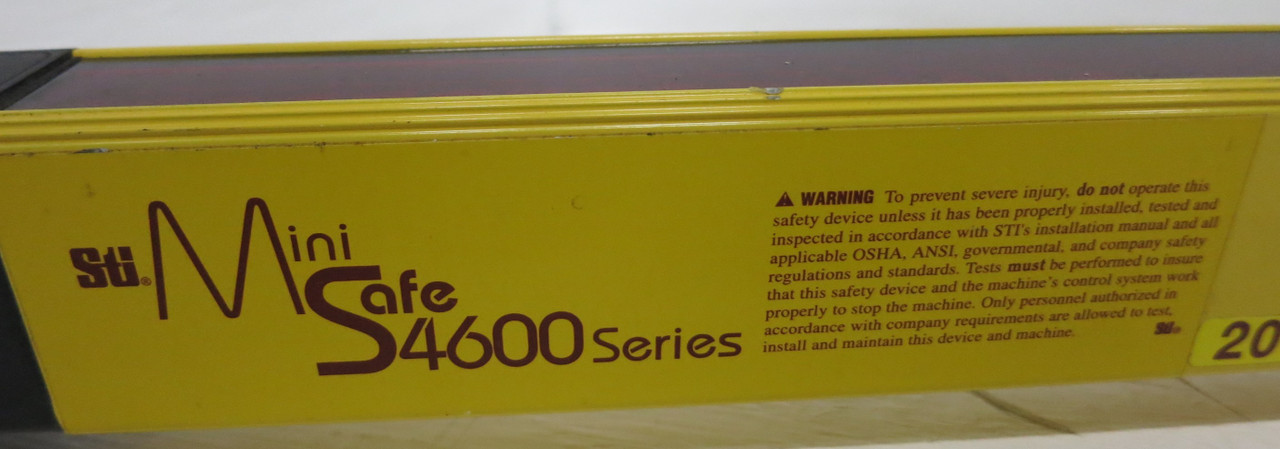 Sti®
Mini
Safe
S4600 Series
⚠ WARNING To prevent severe injury, do not operate this
safety device unless it has been properly installed, tested and
inspected in accordance with STI's installation manual and all
applicable OSHA, ANSI, governmental, and company safety
regulations and standards. Tests must be performed to insure
that this safety device and the machine's control system work
properly to stop the machine. Only personnel authorized in
accordance with company requirements are allowed to test,
install and maintain this device and machine.
Sti®
20